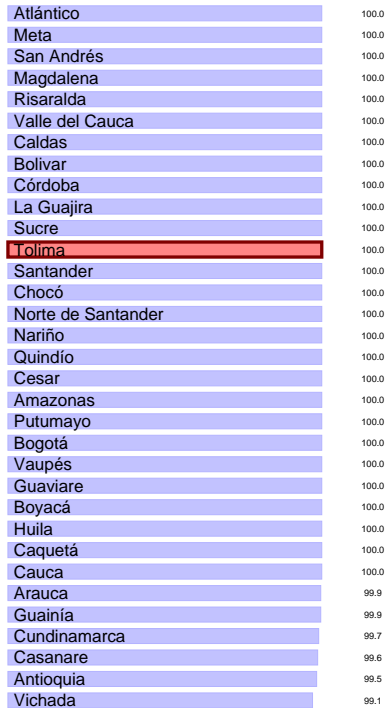 Atlántico 100.0
Meta 100.0
San Andrés 100.0
Magdalena 100.0
Risaralda 100.0
Valle del Cauca 100.0
Caldas 100.0
Bolivar 100.0
Córdoba 100.0
La Guajira 100.0
Sucre 100.0
Tolima 100.0
Santander 100.0
Chocó 100.0
Norte de Santander 100.0
Nariño 100.0
Quindío 100.0
Cesar 100.0
Amazonas 100.0
Putumayo 100.0
Bogotá 100.0
Vaupés 100.0
Guaviare 100.0
Boyacá 100.0
Huila 100.0
Caquetá 100.0
Cauca 100.0
Arauca 99.9
Guainía 99.9
Cundinamarca 99.7
Casanare 99.6
Antioquia 99.5
Vichada 99.1